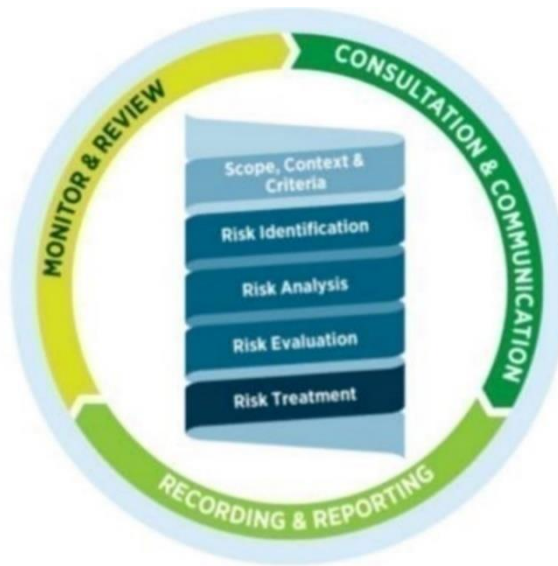 MONITOR & REVIEW
CONSULTATION & COMMUNICATION
Scope, Context &
Criteria
Risk Identification
Risk Analysis
Risk Evaluation
Risk Treatment
RECORDING & REPORTING